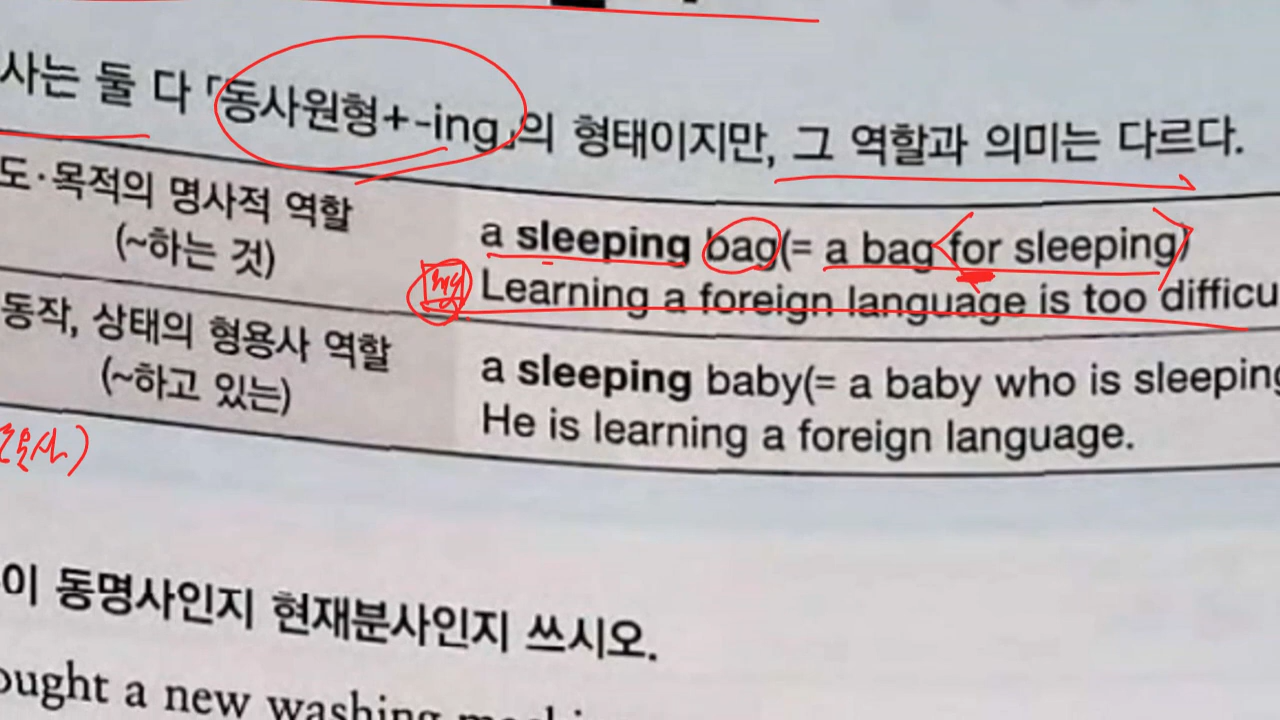 사는 둘 다 「동사원형+-ing」의 형태이지만, 그 역할과 의미는 다르다.
도·목적의 명사적 역할
(~하는 것)
a sleeping bag(= a bag for sleeping)
Learning a foreign language is too difficu
동작, 상태의 형용사 역할
(~하고 있는)
a sleeping baby(= a baby who is sleeping
He is learning a foreign language.
이 동명사인지 현재분사인지 쓰시오.
ought a new washing